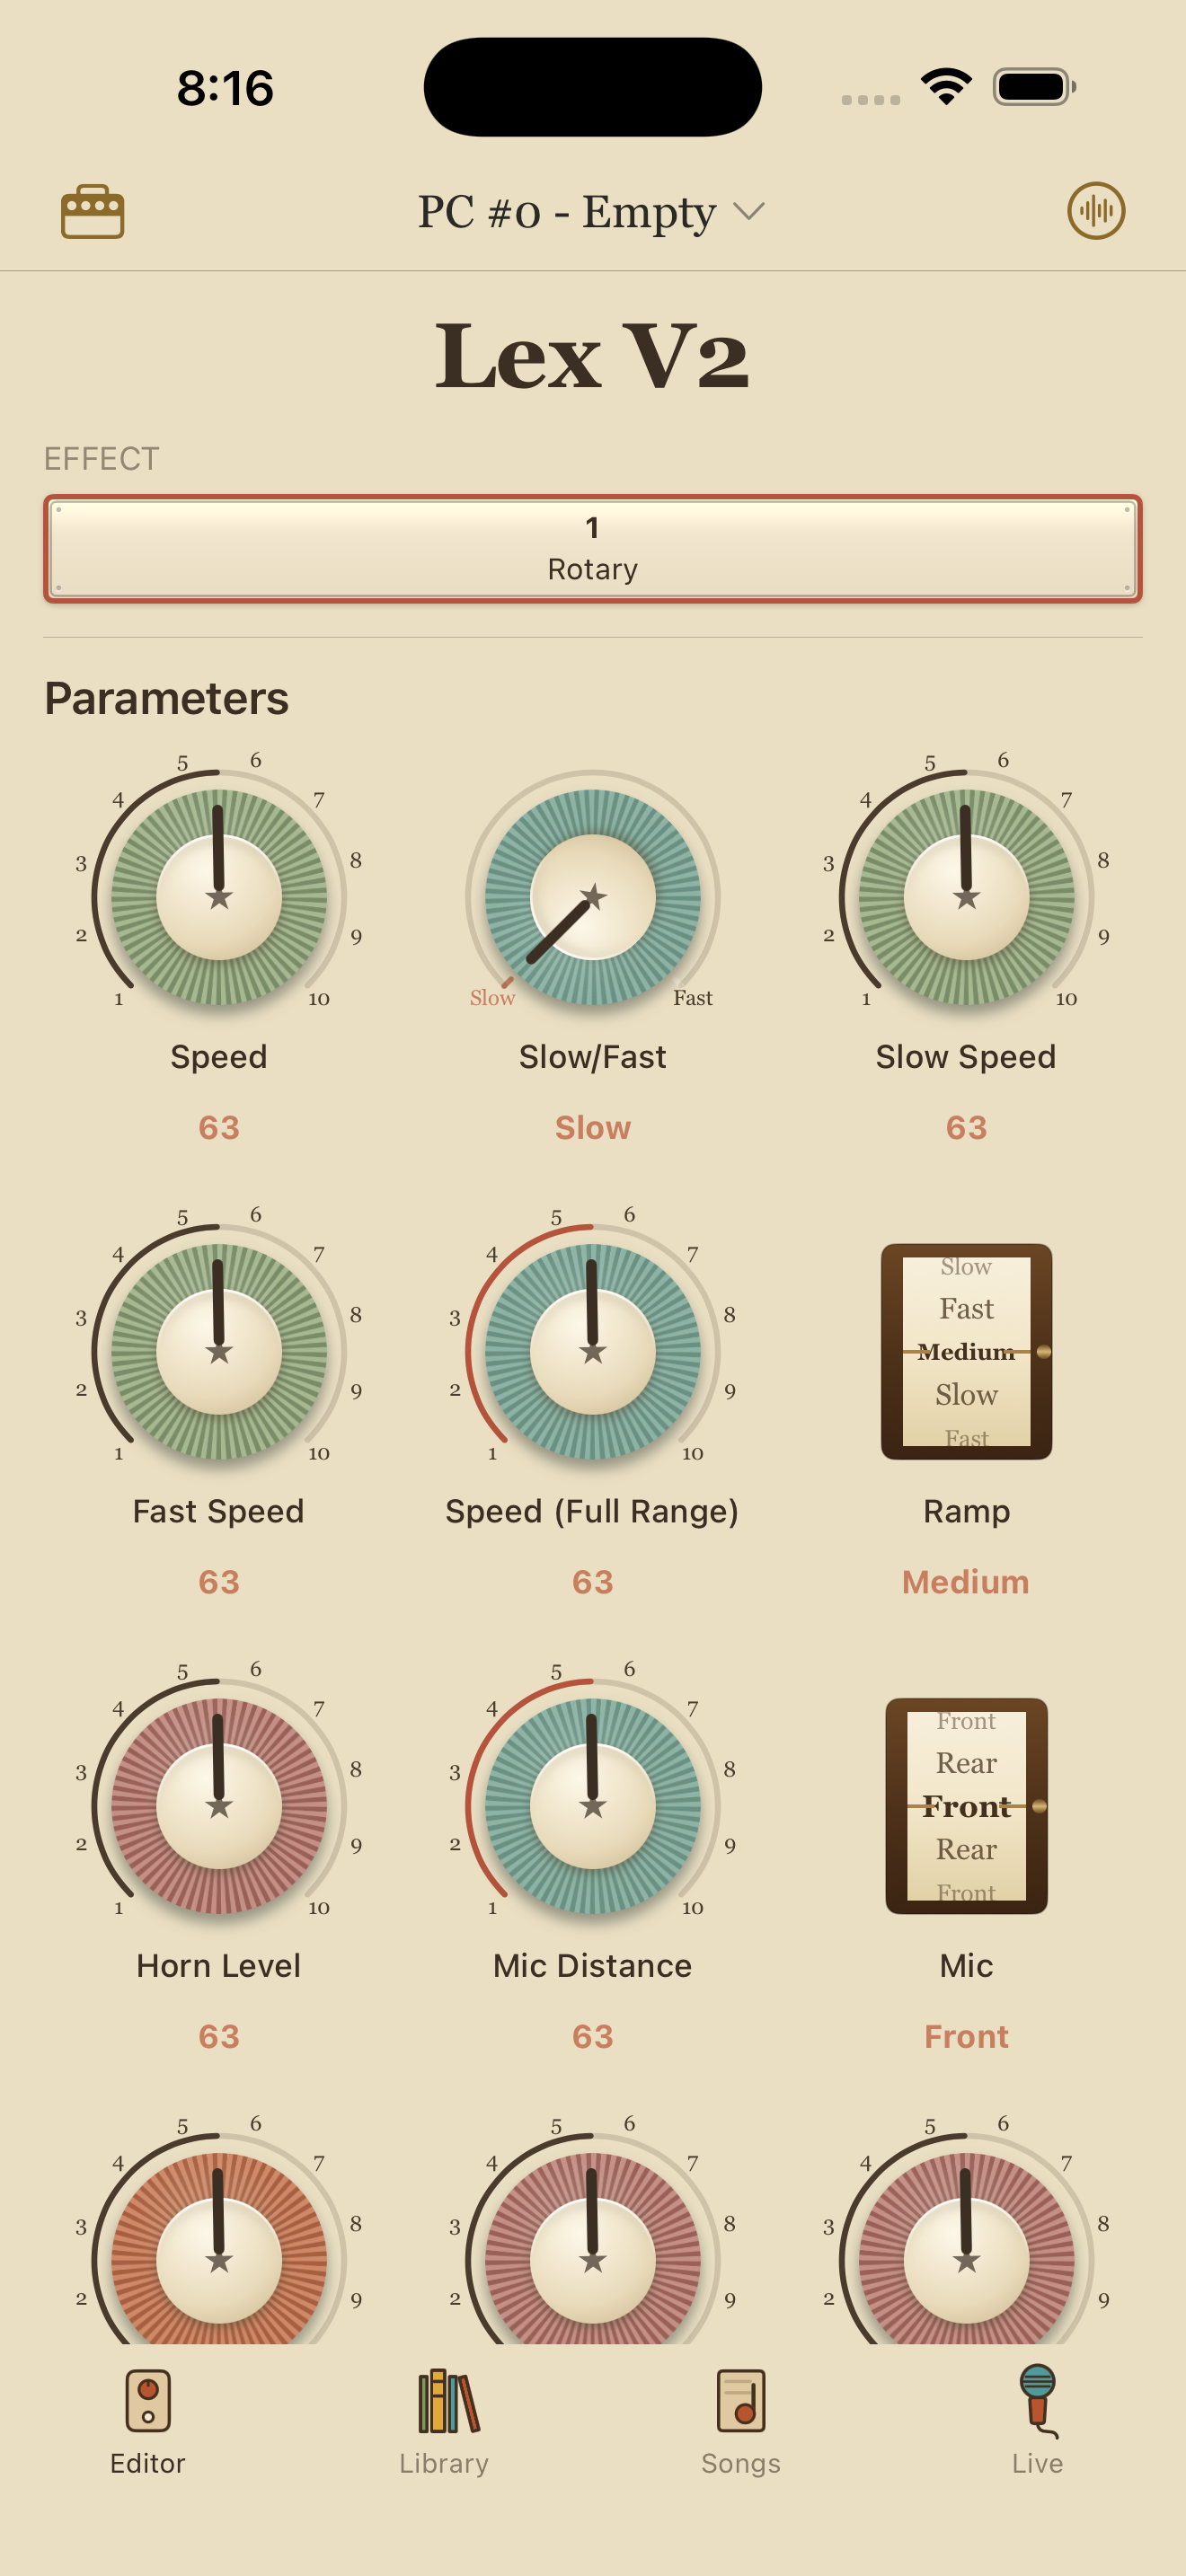 8:16
PC #0 - Empty
Lex V2
EFFECT
1
Rotary
Parameters
1 2 3 4 5 6 7 8 9 10
Slow Fast
1 2 3 4 5 6 7 8 9 10
Speed
Slow/Fast
Slow Speed
63
Slow
63
1 2 3 4 5 6 7 8 9 10
1 2 3 4 5 6 7 8 9 10
Slow
Fast
Medium
Slow
Fast
Fast Speed
Speed (Full Range)
Ramp
63
63
Medium
1 2 3 4 5 6 7 8 9 10
1 2 3 4 5 6 7 8 9 10
Front
Rear
Front
Rear
Front
Horn Level
Mic Distance
Mic
63
63
Front
2 3 4 5 6 7 8 9
2 3 4 5 6 7 8 9
2 3 4 5 6 7 8 9
Editor
Library
Songs
Live